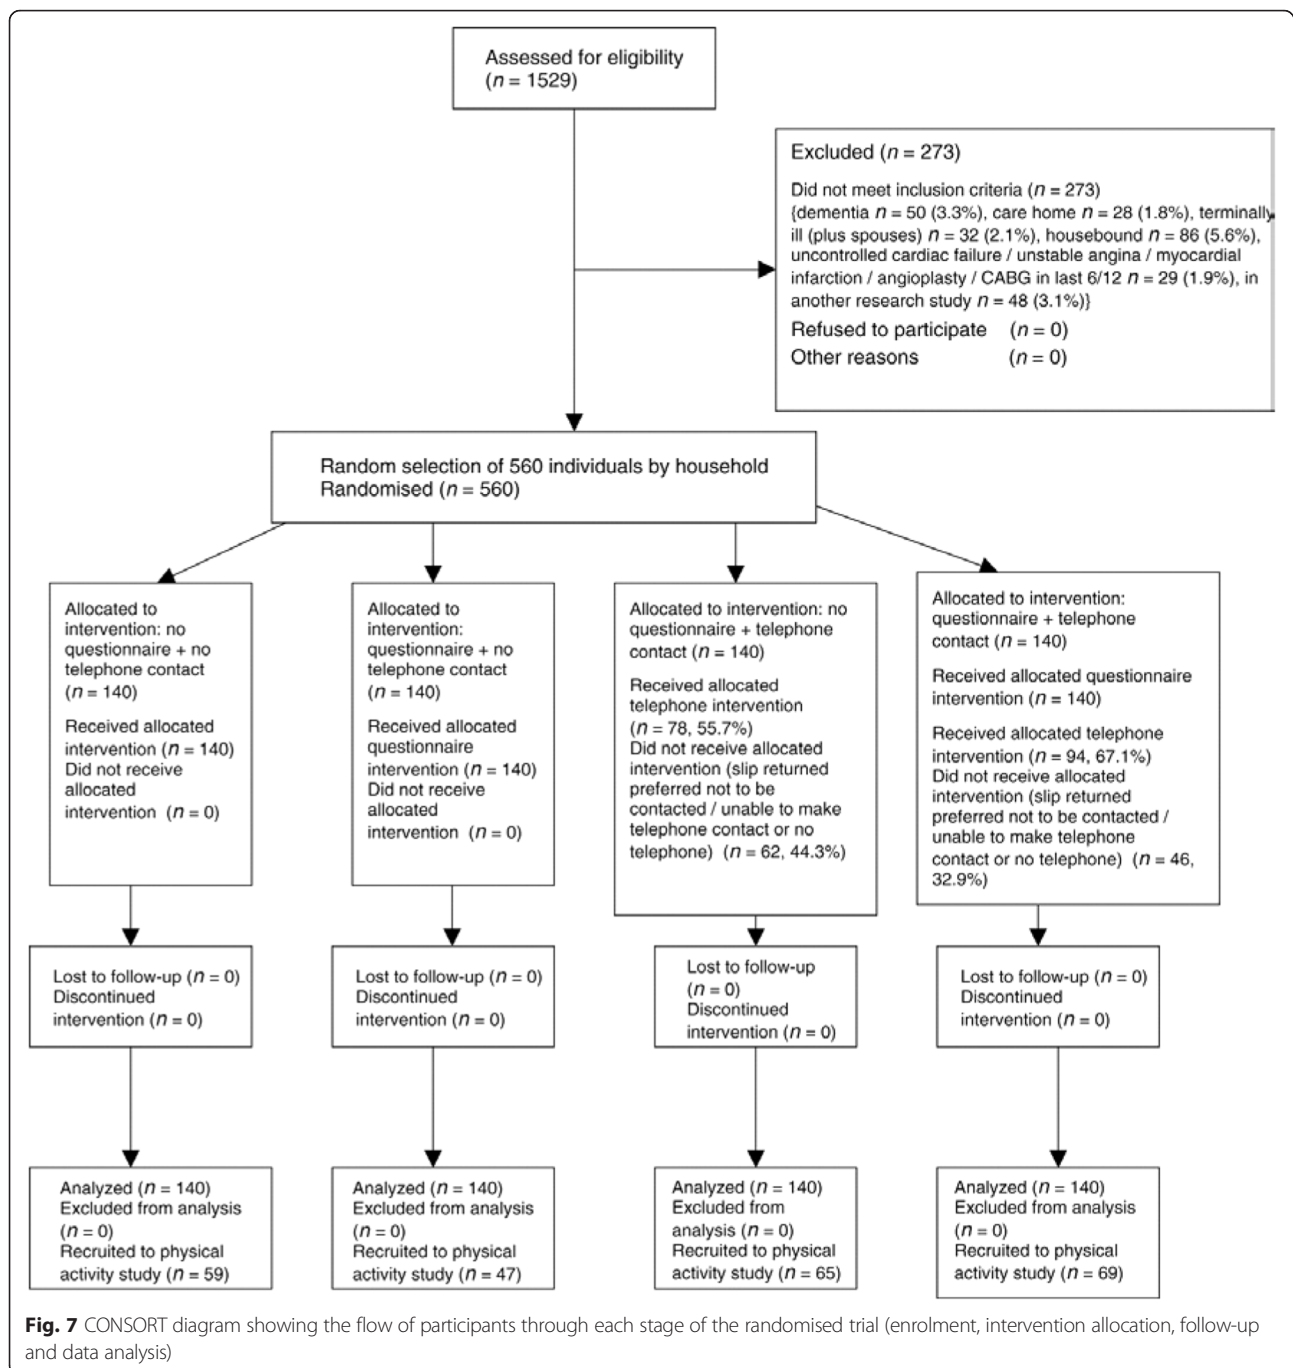 Assessed for eligibility
(n = 1529)
Excluded (n = 273)
Did not meet inclusion criteria (n = 273)
{dementia n = 50 (3.3%), care home n = 28 (1.8%), terminally
ill (plus spouses) n = 32 (2.1%), housebound n = 86 (5.6%),
uncontrolled cardiac failure / unstable angina / myocardial
infarction / angioplasty / CABG in last 6/12 n = 29 (1.9%), in
another research study n = 48 (3.1%)}
Refused to participate (n = 0)
Other reasons (n = 0)
Random selection of 560 individuals by household
Randomised (n = 560)
Allocated to
intervention: no
questionnaire + no
telephone contact
(n = 140)
Received allocated
intervention (n = 140)
Did not receive
allocated
intervention (n = 0)
Allocated to
intervention:
questionnaire + no
telephone contact
(n = 140)
Received allocated
questionnaire
intervention (n = 140)
Did not receive
allocated
intervention (n = 0)
Allocated to intervention: no
questionnaire + telephone
contact (n = 140)
Received allocated
telephone intervention
(n = 78, 55.7%)
Did not receive allocated
intervention (slip returned
preferred not to be
contacted / unable to make
telephone contact or no
telephone) (n = 62, 44.3%)
Allocated to intervention:
questionnaire + telephone
contact (n = 140)
Received allocated questionnaire
intervention (n = 140)
Received allocated telephone
intervention (n = 94, 67.1%)
Did not receive allocated
intervention (slip returned
preferred not to be contacted /
unable to make telephone
contact or no telephone) (n = 46,
32.9%)
Lost to follow-up (n = 0)
Discontinued
intervention (n = 0)
Lost to follow-up (n = 0)
Discontinued
intervention (n = 0)
Lost to follow-up
(n = 0)
Discontinued
intervention (n = 0)
Lost to follow-up (n = 0)
Discontinued
intervention (n = 0)
Analyzed (n = 140)
Excluded from analysis
(n = 0)
Recruited to physical
activity study (n = 59)
Analyzed (n = 140)
Excluded from analysis
(n = 0)
Recruited to physical
activity study (n = 47)
Analyzed (n = 140)
Excluded from
analysis (n = 0)
Recruited to physical
activity study (n = 65)
Analyzed (n = 140)
Excluded from analysis
(n = 0)
Recruited to physical
activity study (n = 69)
Fig. 7 CONSORT diagram showing the flow of participants through each stage of the randomised trial (enrolment, intervention allocation, follow-up
and data analysis)